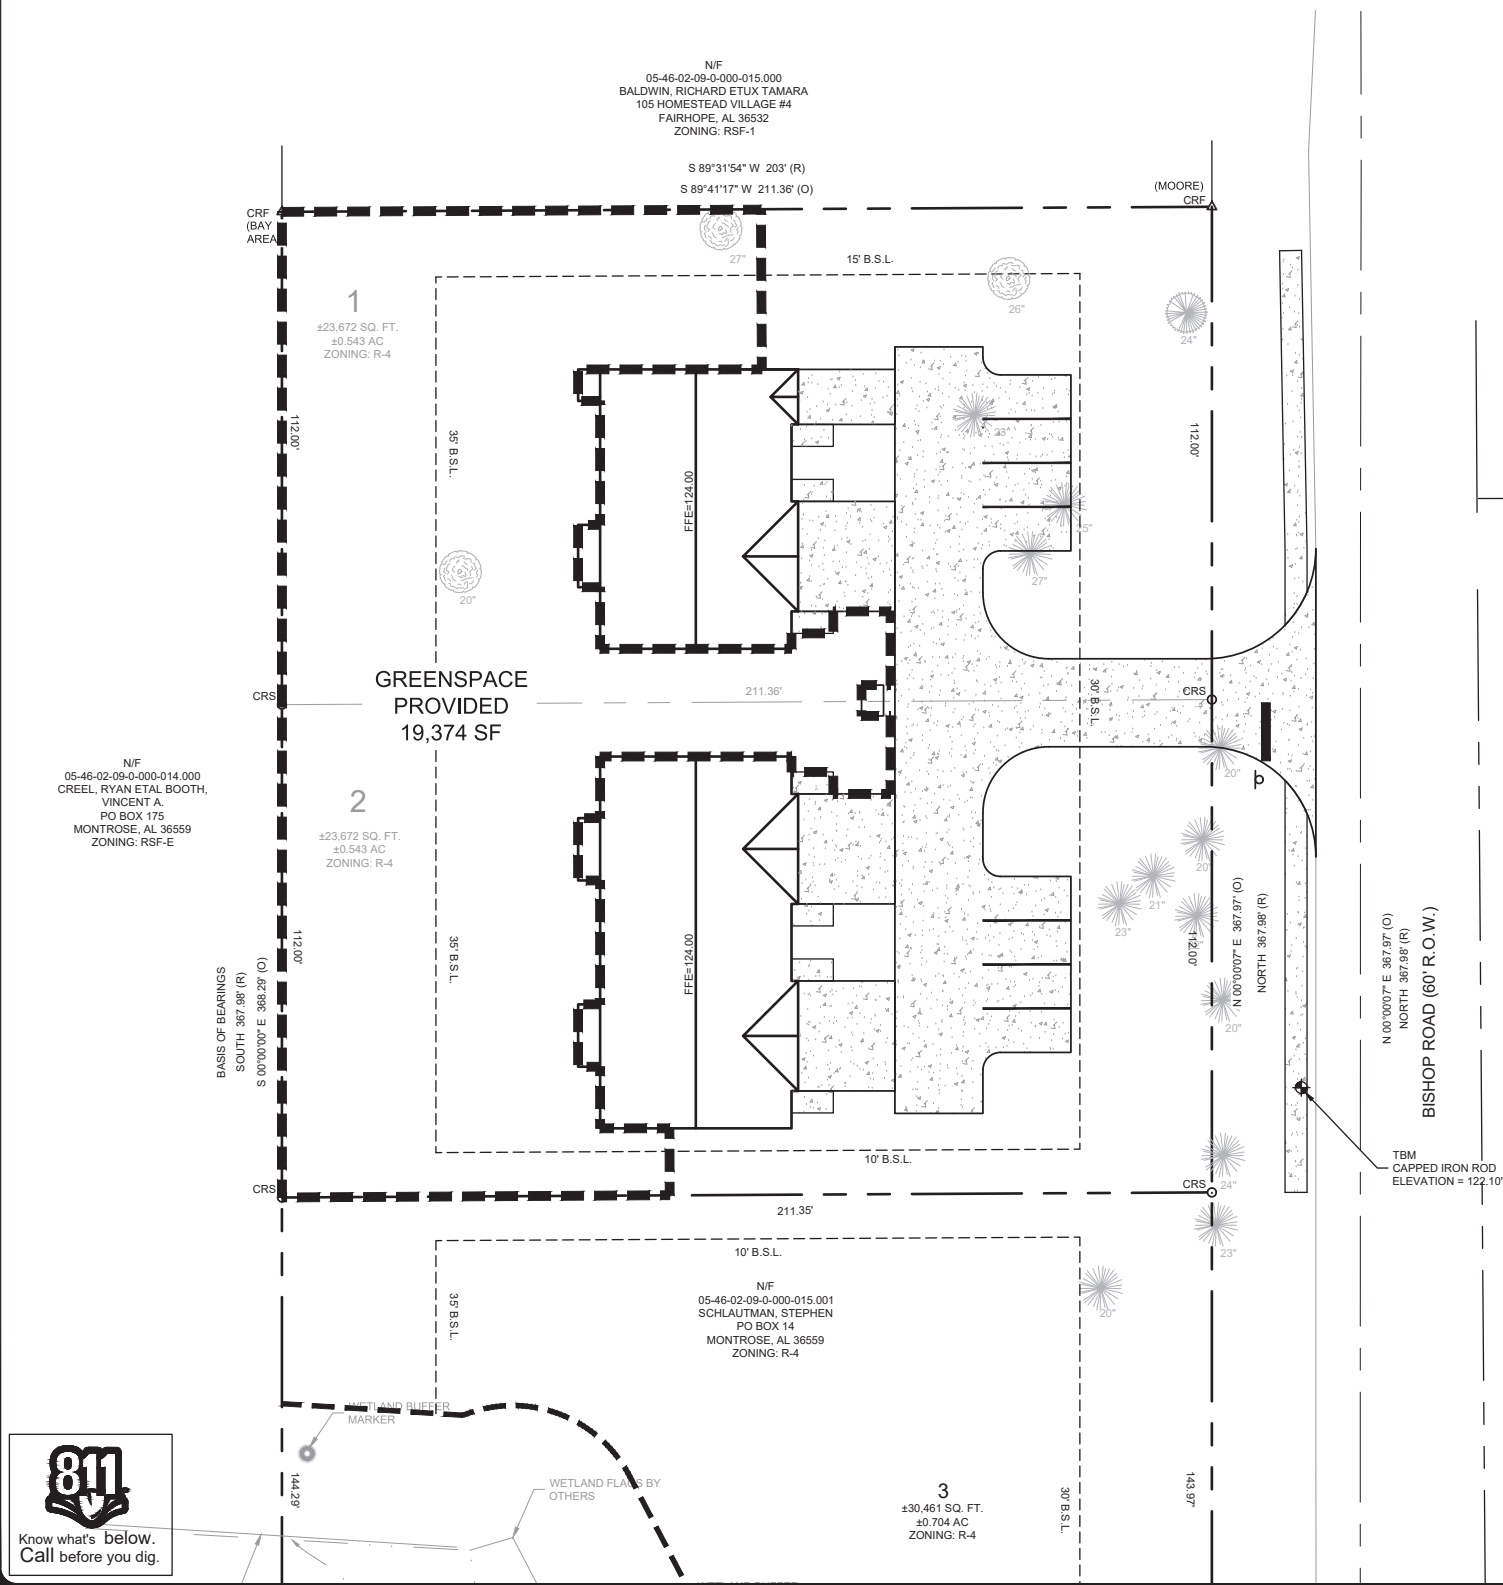 N/F
05-46-02-09-0-000-015.000
BALDWIN, RICHARD ETUX TAMARA
105 HOMESTEAD VILLAGE #4
FAIRHOPE, AL 36532
ZONING: RSF-1
S 89°31'54" W 203' (R)
S 89°41'17" W 211.36' (O)
(MOORE)
CRF
CRF
(BAY
AREA
27"
15' B.S.L.
26"
24"
1
±23,672 SQ. FT.
±0.543 AC
ZONING: R-4
112.00'
35' B.S.L.
FFE=124.00
23"
112.00'
25"
27"
20"
GREENSPACE
PROVIDED
19,374 SF
211.36'
30' B.S.L.
CRS
CRS
20"
N/F
05-46-02-09-0-000-014.000
CREEL, RYAN ETAL BOOTH,
VINCENT A.
PO BOX 175
MONTROSE, AL 36559
ZONING: RSF-E
2
±23,672 SQ. FT.
±0.543 AC
ZONING: R-4
20"
21"
23"
112.00'
35' B.S.L.
FFE=124.00
112.00'
N 00°00'07" E 367.97' (O)
NORTH 367.98' (R)
N 00°00'07" E 367.97' (O)
NORTH 367.98' (R)
BISHOP ROAD (60' R.O.W.)
BASIS OF BEARINGS
SOUTH 367.98' (R)
S 00°00'00" E 368.29' (O)
20"
TBM
CAPPED IRON ROD
ELEVATION = 122.10'
10' B.S.L.
CRS
CRS
24"
211.35'
23"
10' B.S.L.
35' B.S.L.
N/F
05-46-02-09-0-000-015.001
SCHLAUTMAN, STEPHEN
PO BOX 14
MONTROSE, AL 36559
ZONING: R-4
20"
WETLAND BUFFER
MARKER
144.29'
WETLAND FLAGS BY
OTHERS
3
±30,461 SQ. FT.
±0.704 AC
ZONING: R-4
30' B.S.L.
143.97'
811
Know what's below.
Call before you dig.